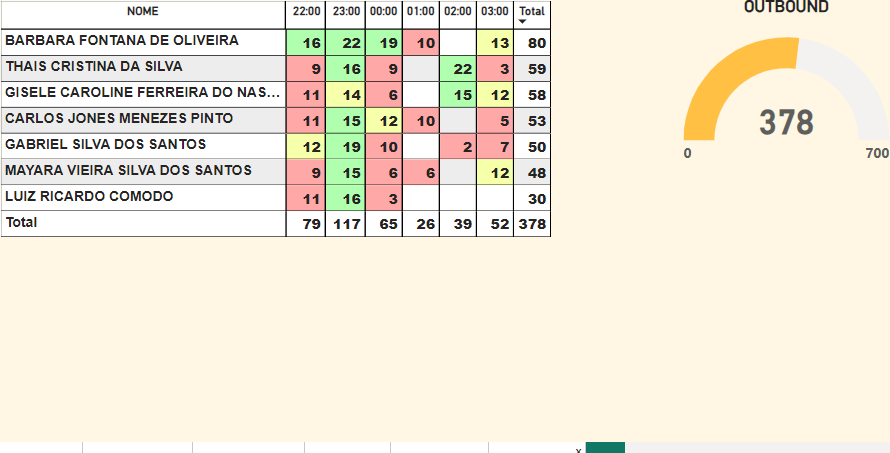 NOME 22:00 23:00 00:00 01:00 02:00 03:00 Total
BARBARA FONTANA DE OLIVEIRA 16 22 19 10 13 80
THAIS CRISTINA DA SILVA 9 16 9 22 3 59
GISELE CAROLINE FERREIRA DO NAS... 11 14 6 15 12 58
CARLOS JONES MENEZES PINTO 11 15 12 10 5 53
GABRIEL SILVA DOS SANTOS 12 19 10 2 7 50
MAYARA VIEIRA SILVA DOS SANTOS 9 15 6 6 12 48
LUIZ RICARDO COMODO 11 16 3 30
Total 79 117 65 26 39 52 378
OUTBOUND
378
0 700
x